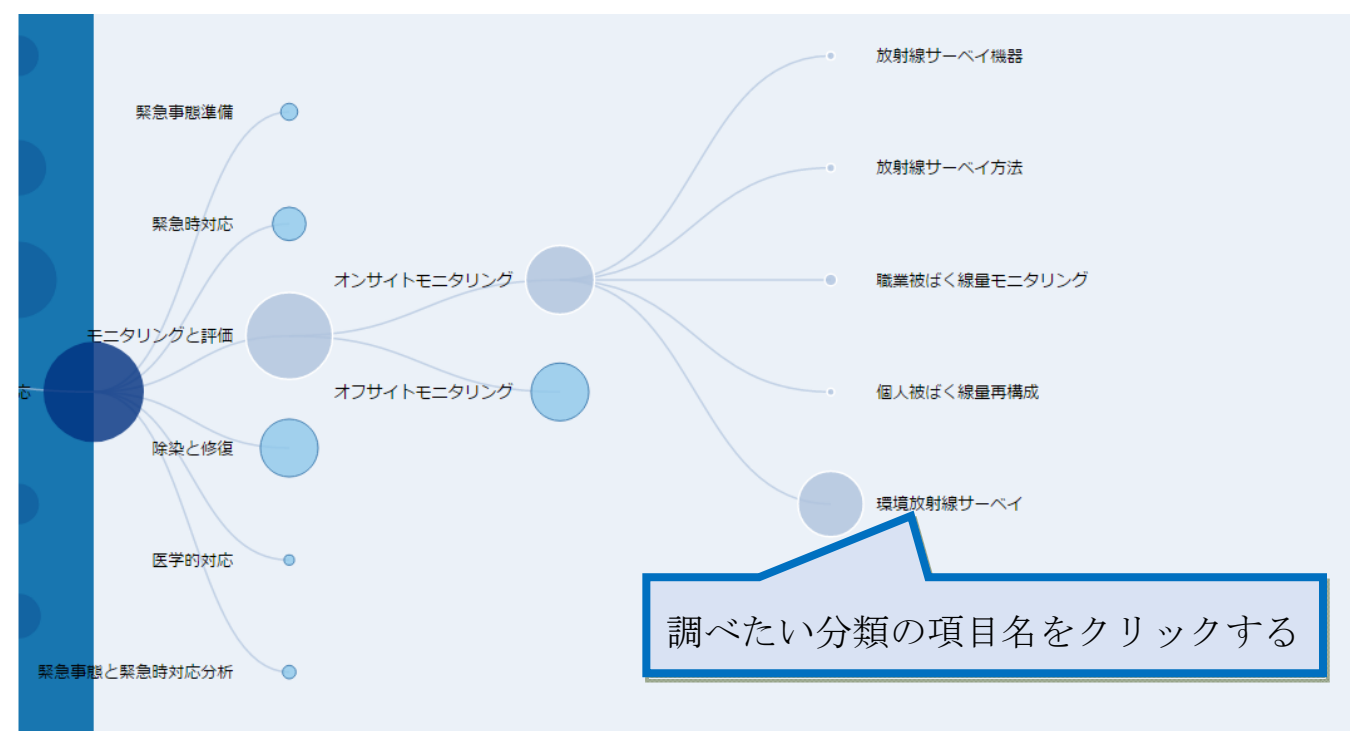 放射線サーベイ機器
緊急事態準備
放射線サーベイ方法
緊急時対応
オンサイトモニタリング
職業被ばく線量モニタリング
モニタリングと評価
応
オフサイトモニタリング
個人被ばく線量再構成
除染と修復
環境放射線サーベイ
医学的対応
調べたい分類の項目名をクリックする
緊急事態と緊急時対応分析